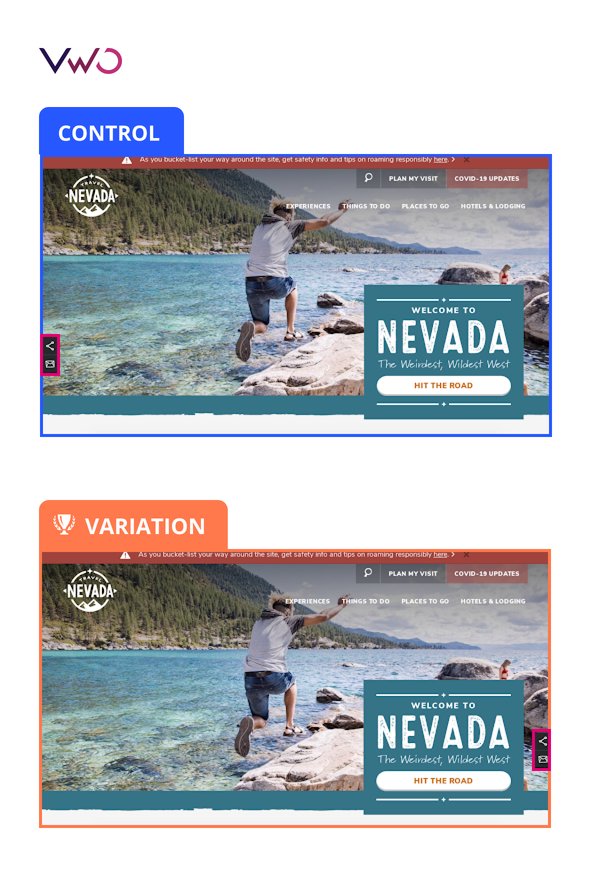 VWO
CONTROL
As you bucket-list your way around the site, get safety info and tips on roaming responsibly here.
TRAVEL
NEVADA
PLAN MY VISIT
COVID-19 UPDATES
EXPERIENCES
THINGS TO DO
PLACES TO GO
HOTELS & LODGING
WELCOME TO
NEVADA
The Weirdest, Wildest West
HIT THE ROAD
VARIATION
As you bucket-list your way around the site, get safety info and tips on roaming responsibly here.
TRAVEL
NEVADA
PLAN MY VISIT
COVID-19 UPDATES
EXPERIENCES
THINGS TO DO
PLACES TO GO
HOTELS & LODGING
WELCOME TO
NEVADA
The Weirdest, Wildest West
HIT THE ROAD